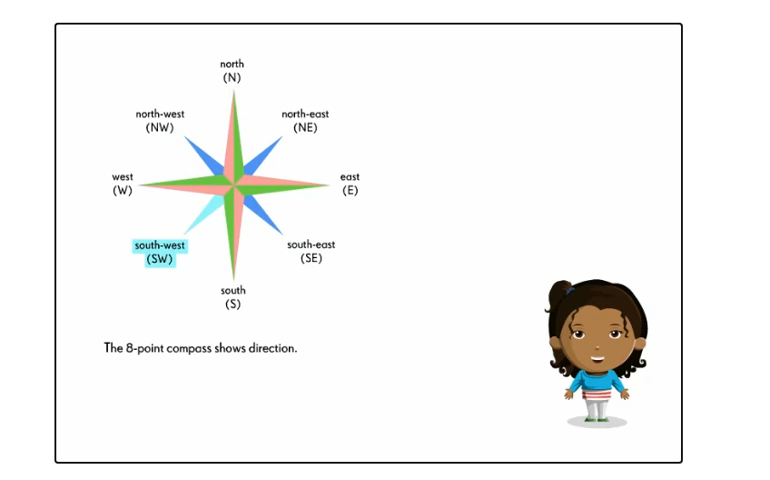 north
(N)
north-west
(NW)
north-east
(NE)
west
(W)
east
(E)
south-west
(SW)
south-east
(SE)
south
(S)
The 8-point compass shows direction.